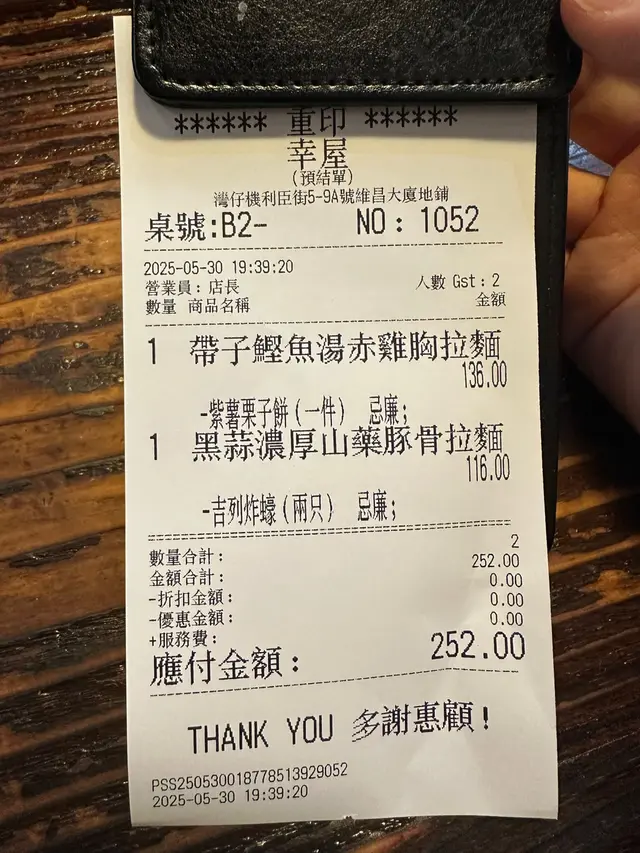 ****** 重印 ******
幸屋
(預結單)
灣仔機利臣街5-9A號維昌大廈地鋪
桌號:B2- NO: 1052
2025-05-30 19:39:20
營業員: 店長 人數 Gst: 2
數量 商品名稱 金額
1 帶子鰹魚湯赤雞胸拉麵
136.00
-紫薯栗子餅(一件) 忌廉;
1 黑蒜濃厚山藥豚骨拉麵
116.00
-吉列炸蠔(兩只) 忌廉;
數量合計: 2
金額合計: 252.00
-折扣金額: 0.00
-優惠金額: 0.00
+服務費: 0.00
應付金額: 252.00
THANK YOU 多謝惠顧!
PSS250530018778513929052
2025-05-30 19:39:20